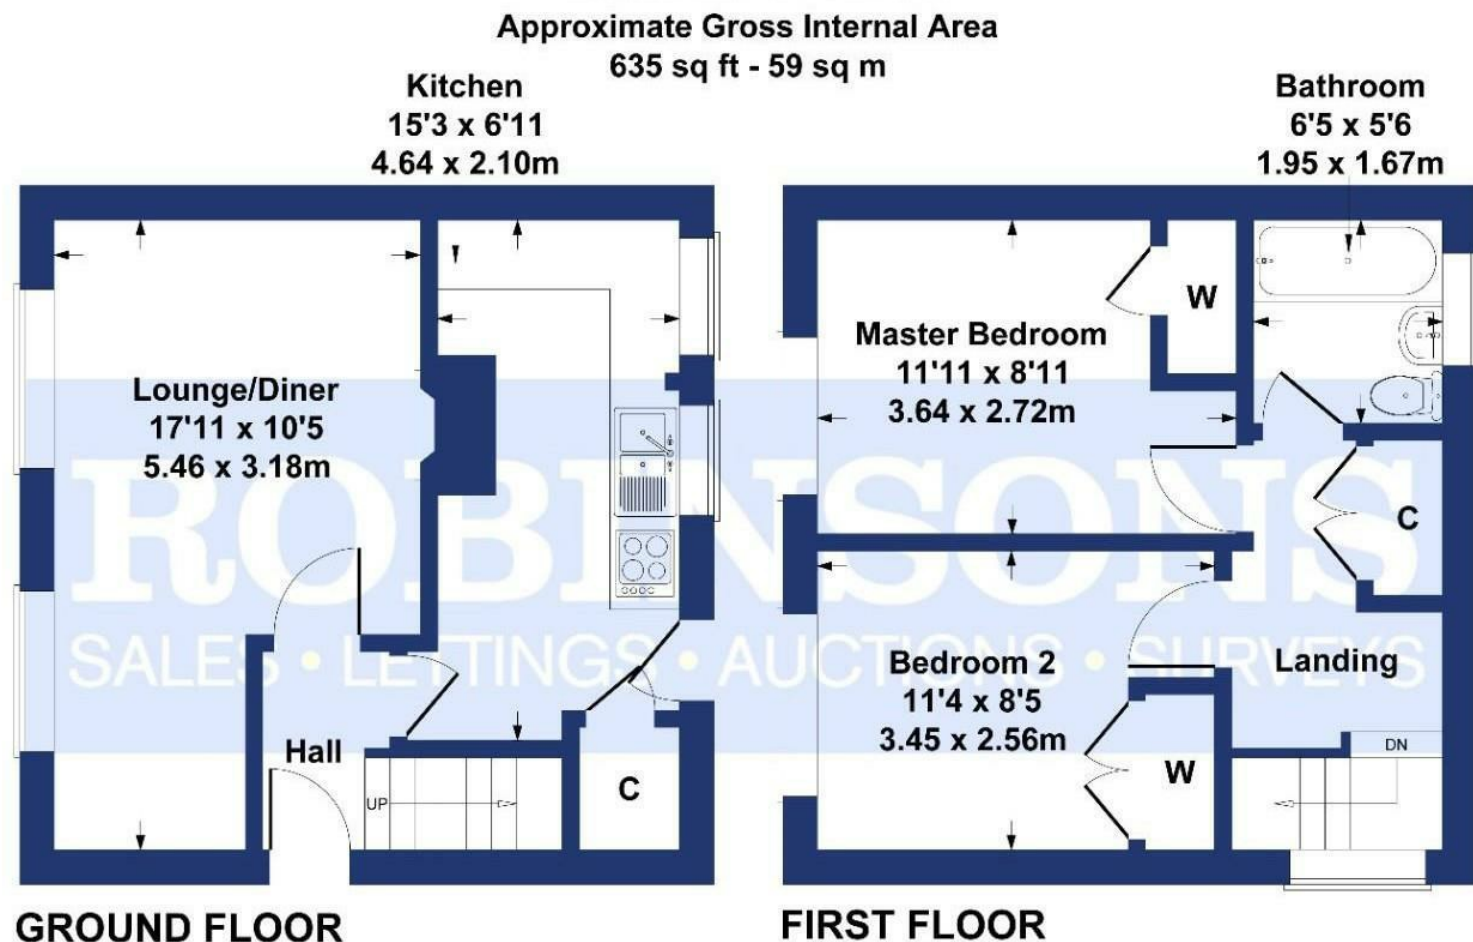 Approximate Gross Internal Area
635 sq ft - 59 sq m
Kitchen
15'3 x 6'11
4.64 x 2.10m
Bathroom
6'5 x 5'6
1.95 x 1.67m
Lounge/Diner
17'11 x 10'5
5.46 x 3.18m
Master Bedroom
11'11 x 8'11
3.64 x 2.72m
W
C
ROBINSONS
SALES • LETTINGS • AUCTIONS • SURVEYS
Bedroom 2
11'4 x 8'5
3.45 x 2.56m
Landing
Hall
UP
C
W
DN
GROUND FLOOR
FIRST FLOOR